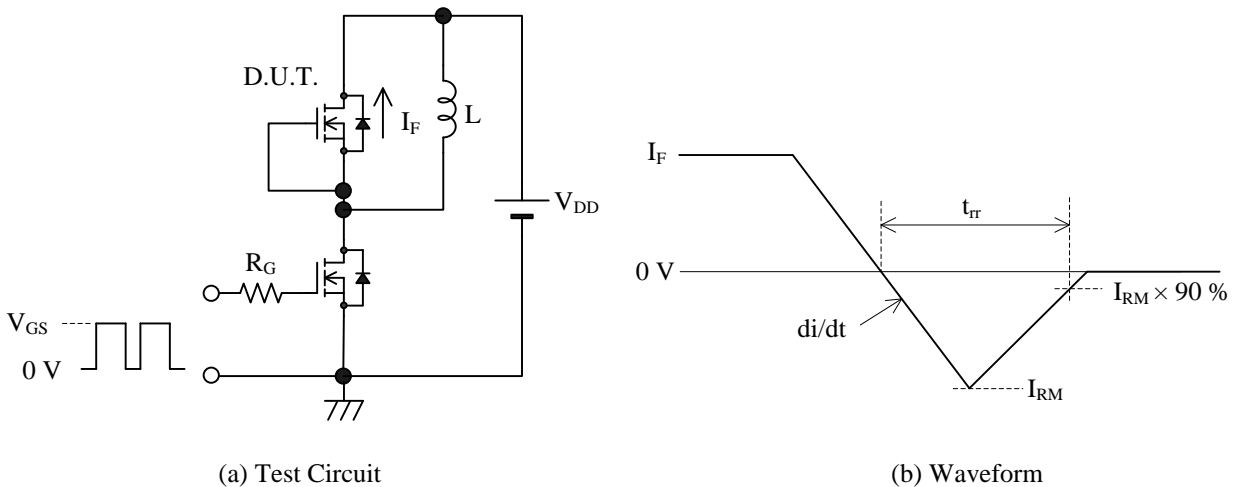 D.U.T.
I_F
L
V_DD
R_G
V_GS
0 V
(a) Test Circuit
I_F
t_rr
0 V
I_RM × 90 %
di/dt
I_RM
(b) Waveform